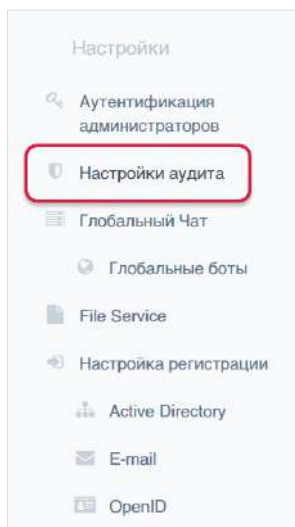 Настройки
Аутентификация
администраторов
Настройки аудита
Глобальный Чат
Глобальные боты
File Service
Настройка регистрации
Active Directory
E-mail
OpenID